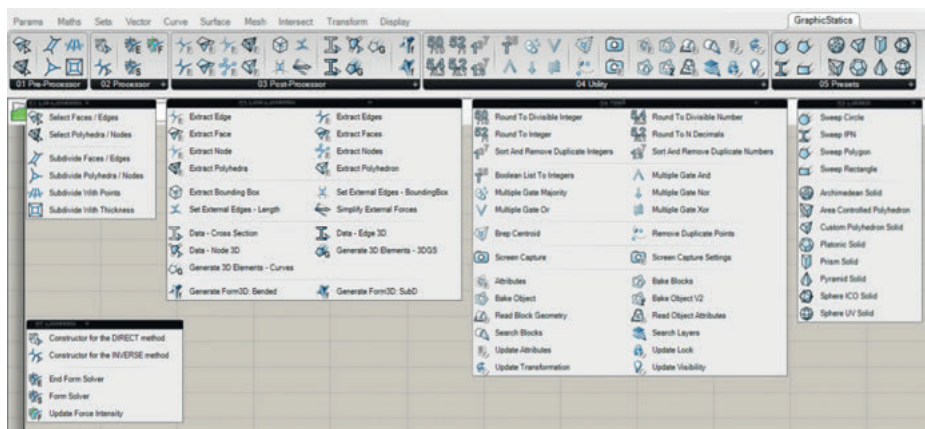 Params Maths Sets Vector Curve Surface Mesh Intersect Transform Display GraphicStatics
01 Pre-Processor 02 Processor 03 Post-Processor 04 Utility 05 Presets
Select Faces / Edges
Select Polyhedra / Nodes
Subdivide Faces / Edges
Subdivide Polyhedra / Nodes
Subdivide With Points
Subdivide With Thickness
Constructor for the DIRECT method
Constructor for the INVERSE method
End Form Solver
Form Solver
Update Force Intensity
Extract Edge Extract Edges
Extract Face Extract Faces
Extract Node Extract Nodes
Extract Polyhedra Extract Polyhedron
Extract Bounding Box Set External Edges - BoundingBox
Set External Edges - Length Simplify External Forces
Data - Cross Section Data - Edge 3D
Data - Node 3D Generate 3D Elements - 3DGS
Generate 3D Elements - Curves
Generate Form3D: Bended Generate Form3D: SubD
Round To Divisible Integer Round To Divisible Number
Round To Integer Round To N Decimals
Sort And Remove Duplicate Integers Sort And Remove Duplicate Numbers
Boolean List To Integers Multiple Gate And
Multiple Gate Majority Multiple Gate Nor
Multiple Gate Or Multiple Gate Xor
Brep Centroid Remove Duplicate Points
Screen Capture Screen Capture Settings
Attributes Bake Blocks
Bake Object Bake Object V2
Read Block Geometry Read Object Attributes
Search Blocks Search Layers
Update Attributes Update Lock
Update Transformation Update Visibility
Sweep Circle
Sweep IPN
Sweep Polygon
Sweep Rectangle
Archimedean Solid
Area Controlled Polyhedron
Custom Polyhedron Solid
Platonic Solid
Prism Solid
Pyramid Solid
Sphere ICO Solid
Sphere UV Solid